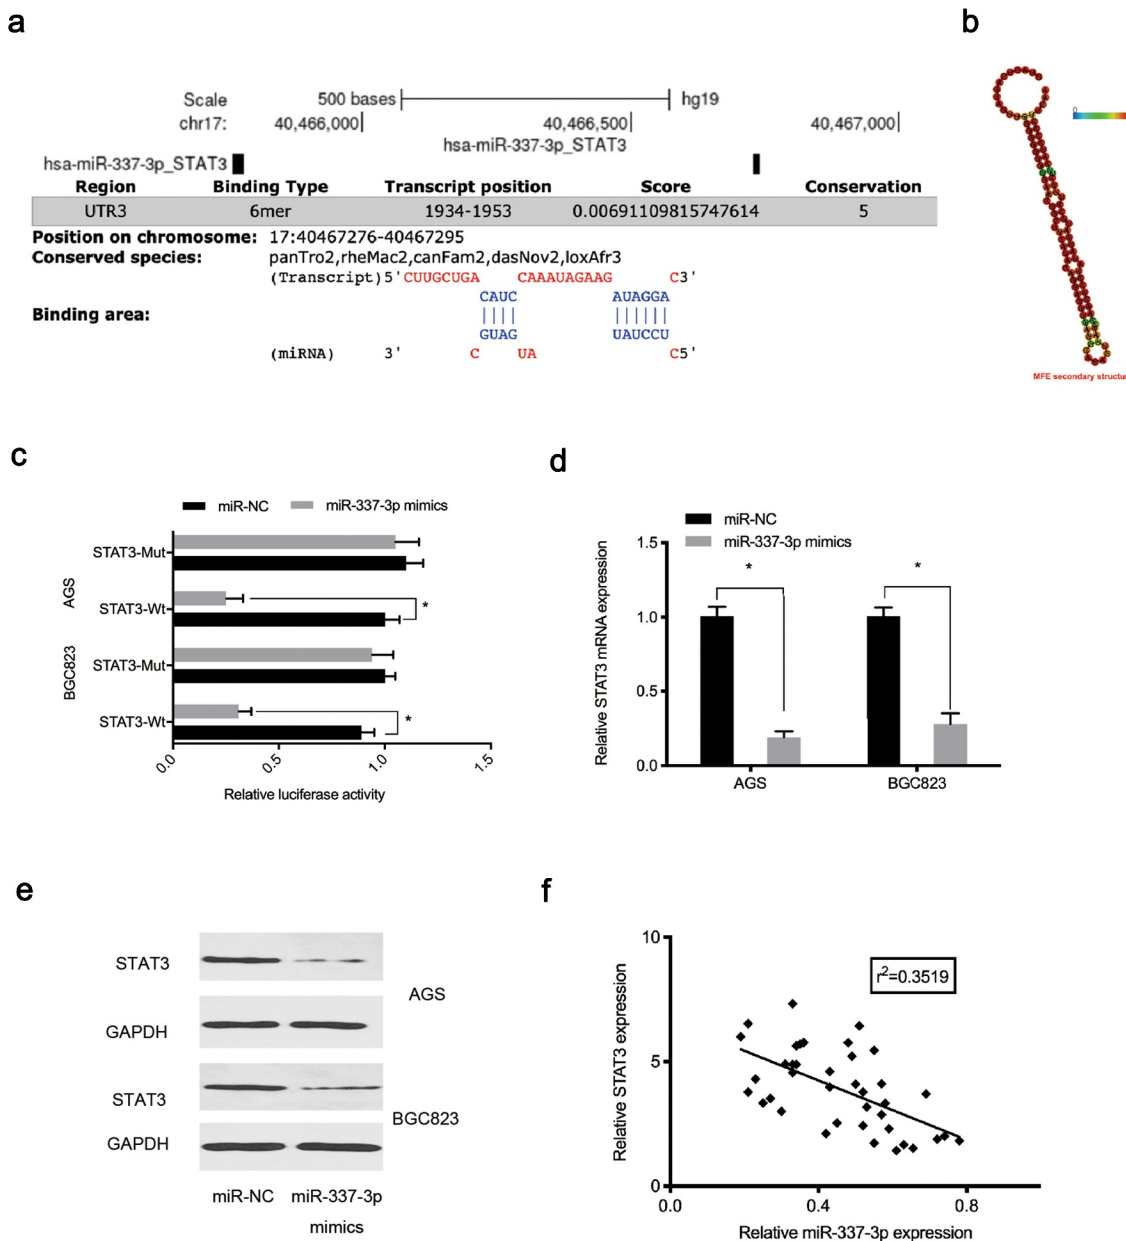 a
b
Scale 500 bases hg19
chr17: 40,466,000 40,466,500 40,467,000
hsa-miR-337-3p_STAT3
hsa-miR-337-3p_STAT3
Region Binding Type Transcript position Score Conservation
UTR3 6mer 1934-1953 0.00691109815747614 5
Position on chromosome: 17:40467276-40467295
Conserved species: panTro2,rheMac2,canFam2,dasNov2,loxAfr3
(Transcript)5'CUUGCUGA CAAAUAGAAG C3'
CAUC AUAGGA
Binding area:
GUAG UAUCCU
(miRNA) 3' C UA C5'
0
MFE secondary structur
c
miR-NC miR-337-3p mimics
STAT3-Mut
AGS
STAT3-Wt
*
BGC823
STAT3-Mut
STAT3-Wt
*
0.0 0.5 1.0 1.5
Relative luciferase activity
d
miR-NC
miR-337-3p mimics
Relative STAT3 mRNA expression
1.5
1.0
0.5
0.0
* *
AGS BGC823
e
STAT3
AGS
GAPDH
STAT3
BGC823
GAPDH
miR-NC miR-337-3p
mimics
f
Relative STAT3 expression
10
5
0
r²=0.3519
0.0 0.4 0.8
Relative miR-337-3p expression